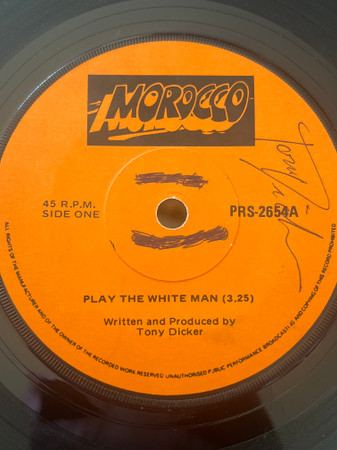 MOROCCO
45 R.P.M.
SIDE ONE
PRS-2654A
PLAY THE WHITE MAN (3,25)
Written and Produced by
Tony Dicker
ALL RIGHTS OF THE MANUFACTURER AND OF THE OWNER OF THE RECORDED WORK RESERVED UNAUTHORISED PUBLIC PERFORMANCE BROADCASTING AND COPYING OF THIS RECORD PROHIBITED